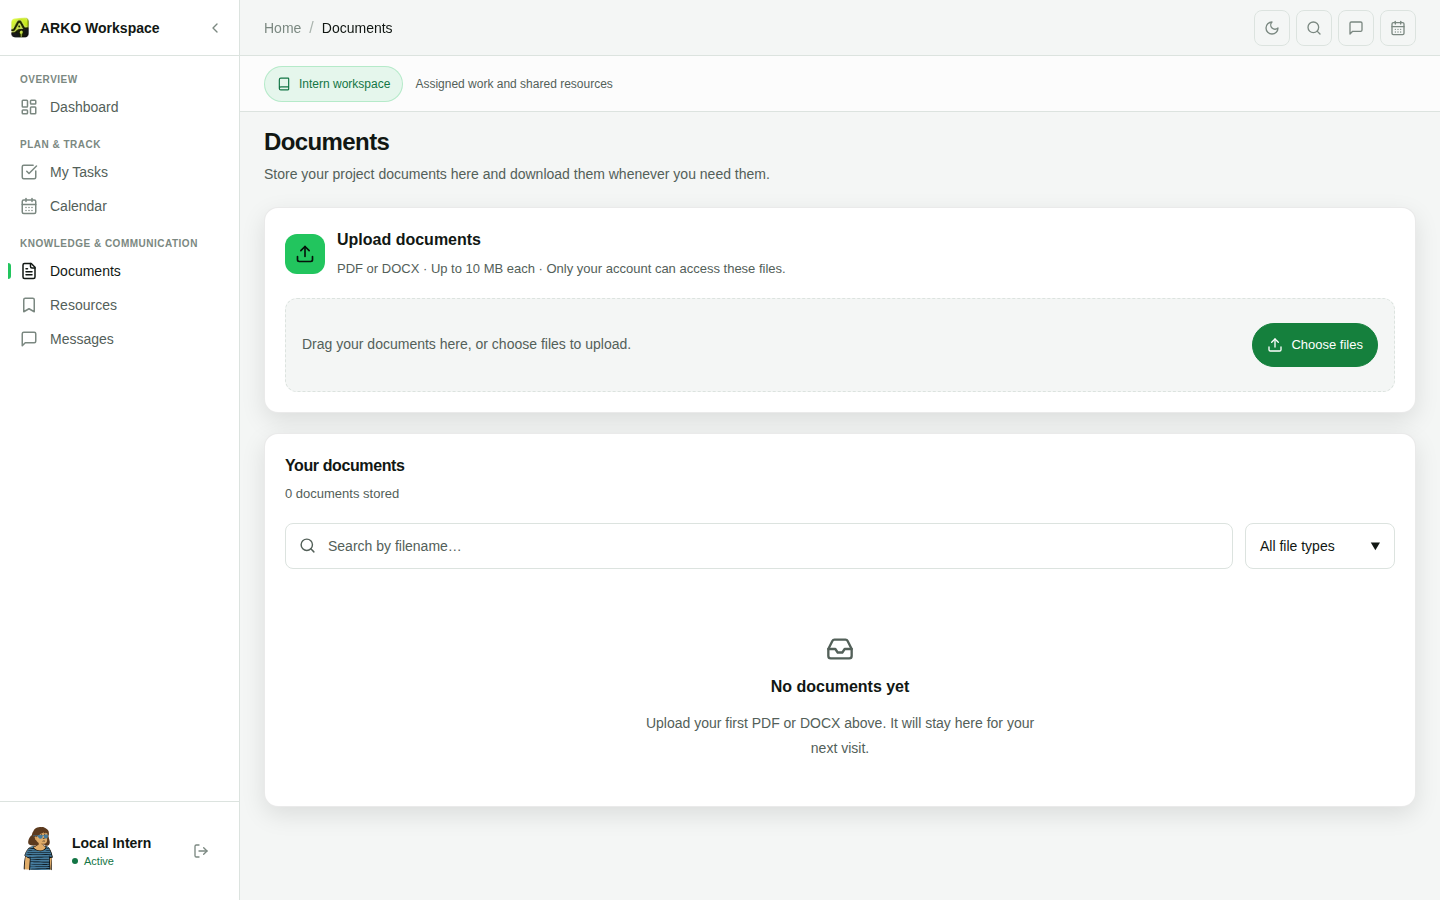 ARKO Workspace
Home / Documents
OVERVIEW
Dashboard
PLAN & TRACK
My Tasks
Calendar
KNOWLEDGE & COMMUNICATION
Documents
Resources
Messages
Local Intern
Active
Intern workspace
Assigned work and shared resources
Documents
Store your project documents here and download them whenever you need them.
Upload documents
PDF or DOCX · Up to 10 MB each · Only your account can access these files.
Drag your documents here, or choose files to upload.
Choose files
Your documents
0 documents stored
Search by filename…
All file types
No documents yet
Upload your first PDF or DOCX above. It will stay here for your
next visit.